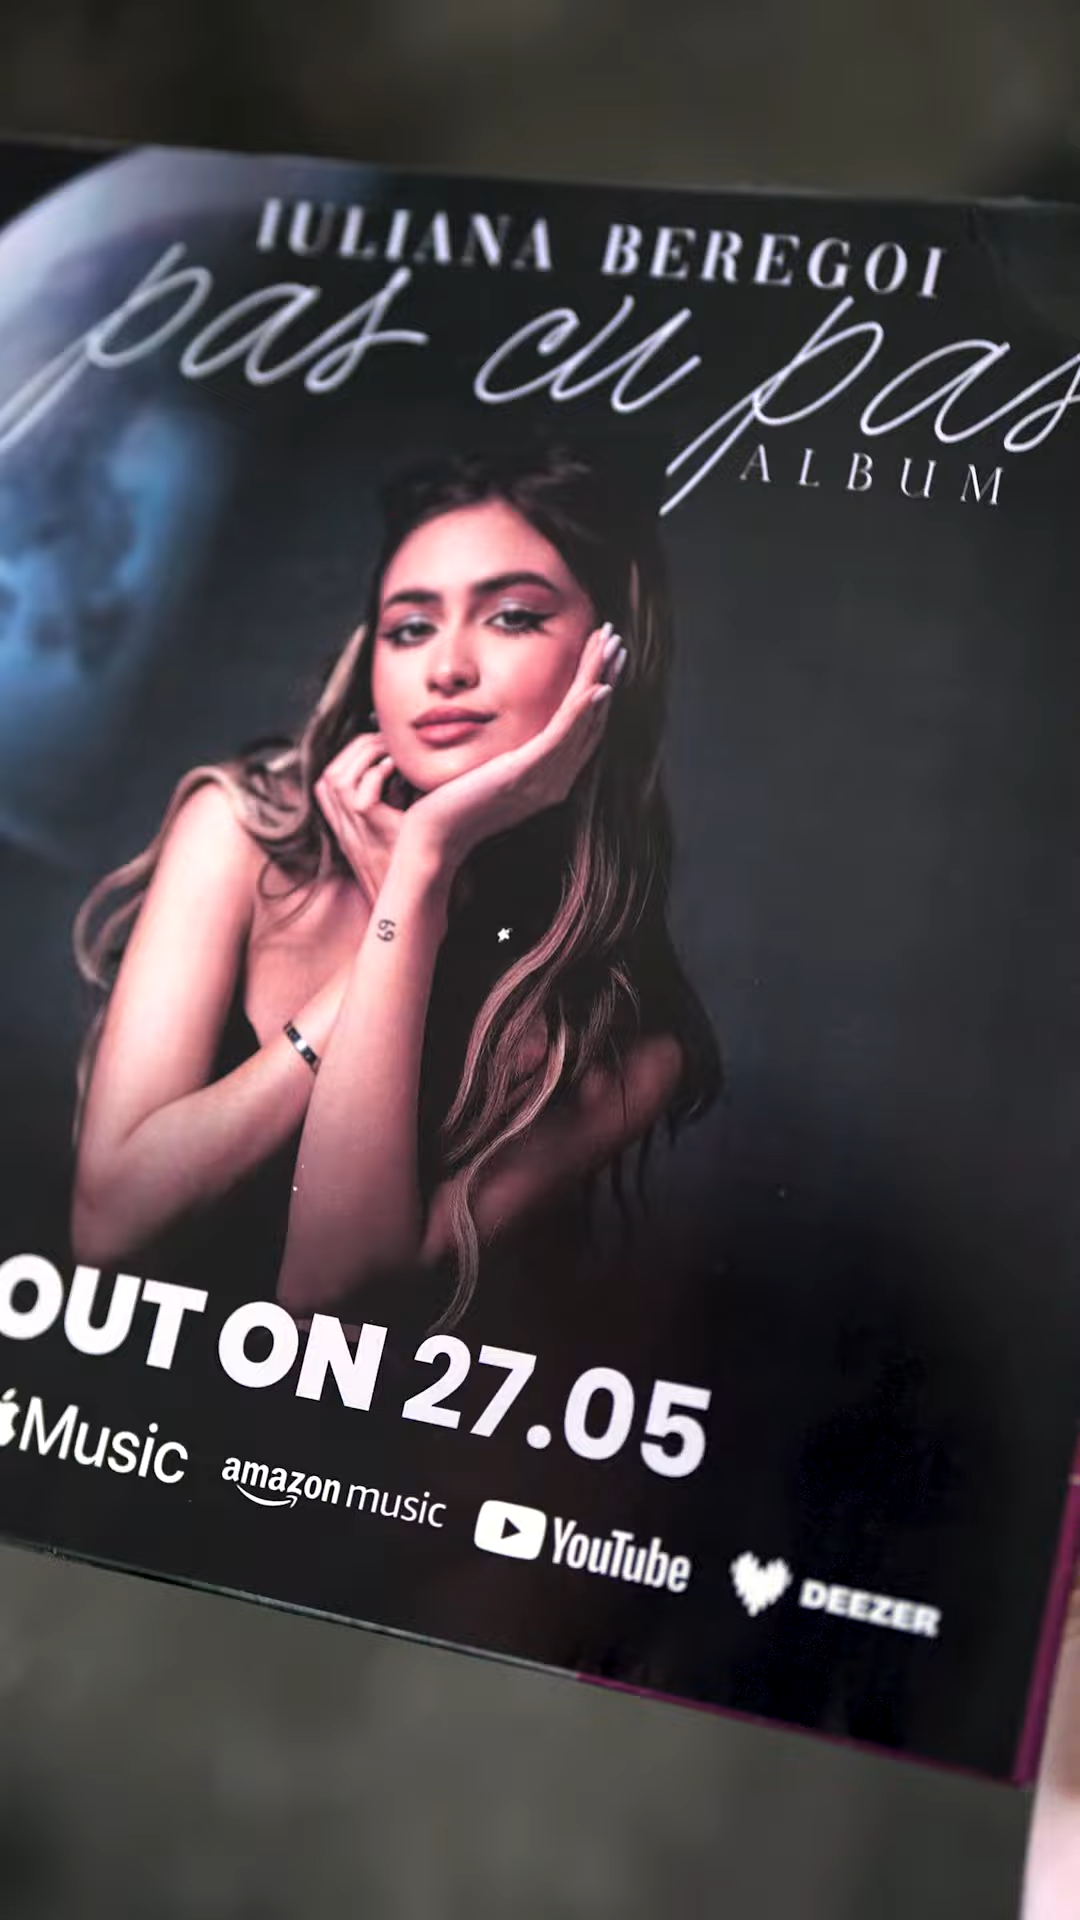 IULIANA BEREGOI
pas cu pas
ALBUM
69
OUT ON 27.05
Music
amazon music
YouTube
DEEZER